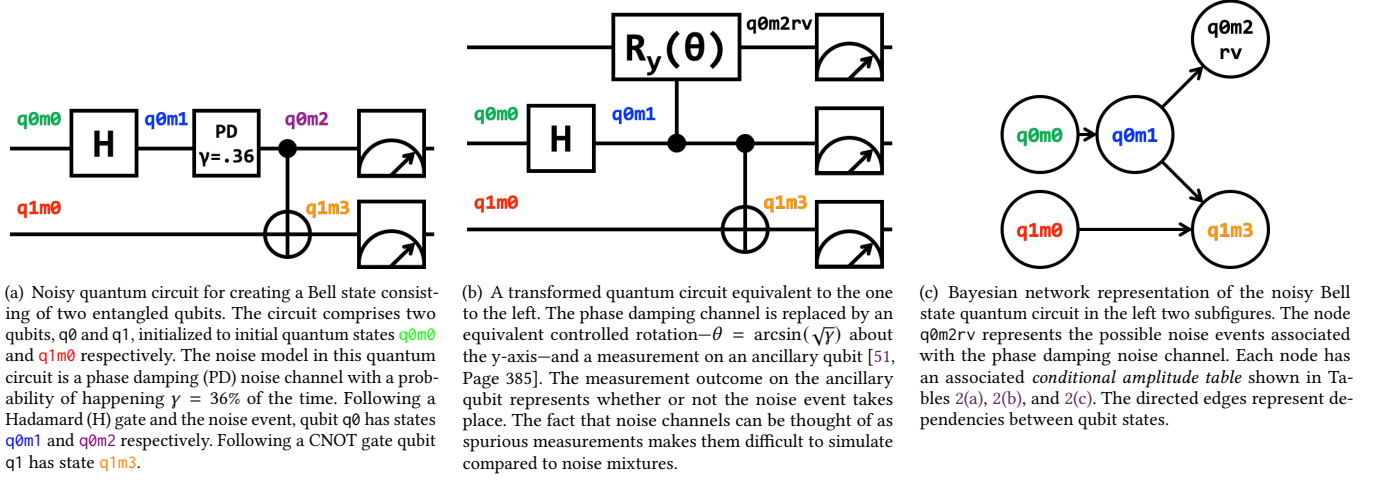 q0m0
H
q0m1
PD
γ=.36
q0m2
q1m0
q1m3
(a) Noisy quantum circuit for creating a Bell state consist-
ing of two entangled qubits. The circuit comprises two
qubits, q0 and q1, initialized to initial quantum states q0m0
and q1m0 respectively. The noise model in this quantum
circuit is a phase damping (PD) noise channel with a prob-
ability of happening γ = 36% of the time. Following a
Hadamard (H) gate and the noise event, qubit q0 has states
q0m1 and q0m2 respectively. Following a CNOT gate qubit
q1 has state q1m3.
Ry(θ)
q0m2rv
q0m0
H
q0m1
q1m0
q1m3
(b) A transformed quantum circuit equivalent to the one
to the left. The phase damping channel is replaced by an
equivalent controlled rotation—θ = arcsin(√γ) about
the y-axis—and a measurement on an ancillary qubit [51,
Page 385]. The measurement outcome on the ancillary
qubit represents whether or not the noise event takes
place. The fact that noise channels can be thought of as
spurious measurements makes them difficult to simulate
compared to noise mixtures.
q0m2
rv
q0m0
q0m1
q1m0
q1m3
(c) Bayesian network representation of the noisy Bell
state quantum circuit in the left two subfigures. The node
q0m2rv represents the possible noise events associated
with the phase damping noise channel. Each node has
an associated conditional amplitude table shown in Ta-
bles 2(a), 2(b), and 2(c). The directed edges represent de-
pendencies between qubit states.